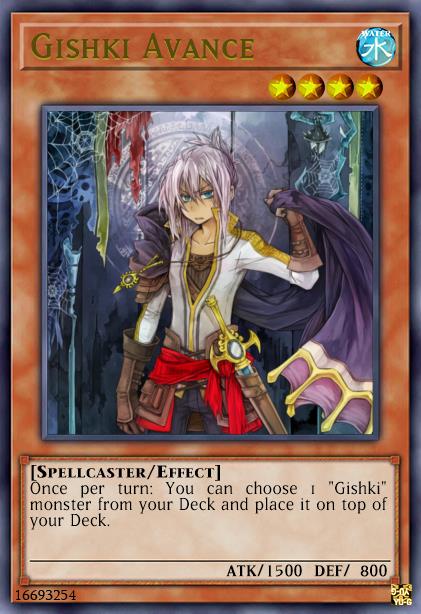 Gishki Avance
WATER
水
[Spellcaster/Effect]
Once per turn: You can choose 1 "Gishki"
monster from your Deck and place it on top of
your Deck.
ATK/1500 DEF/ 800
16693254